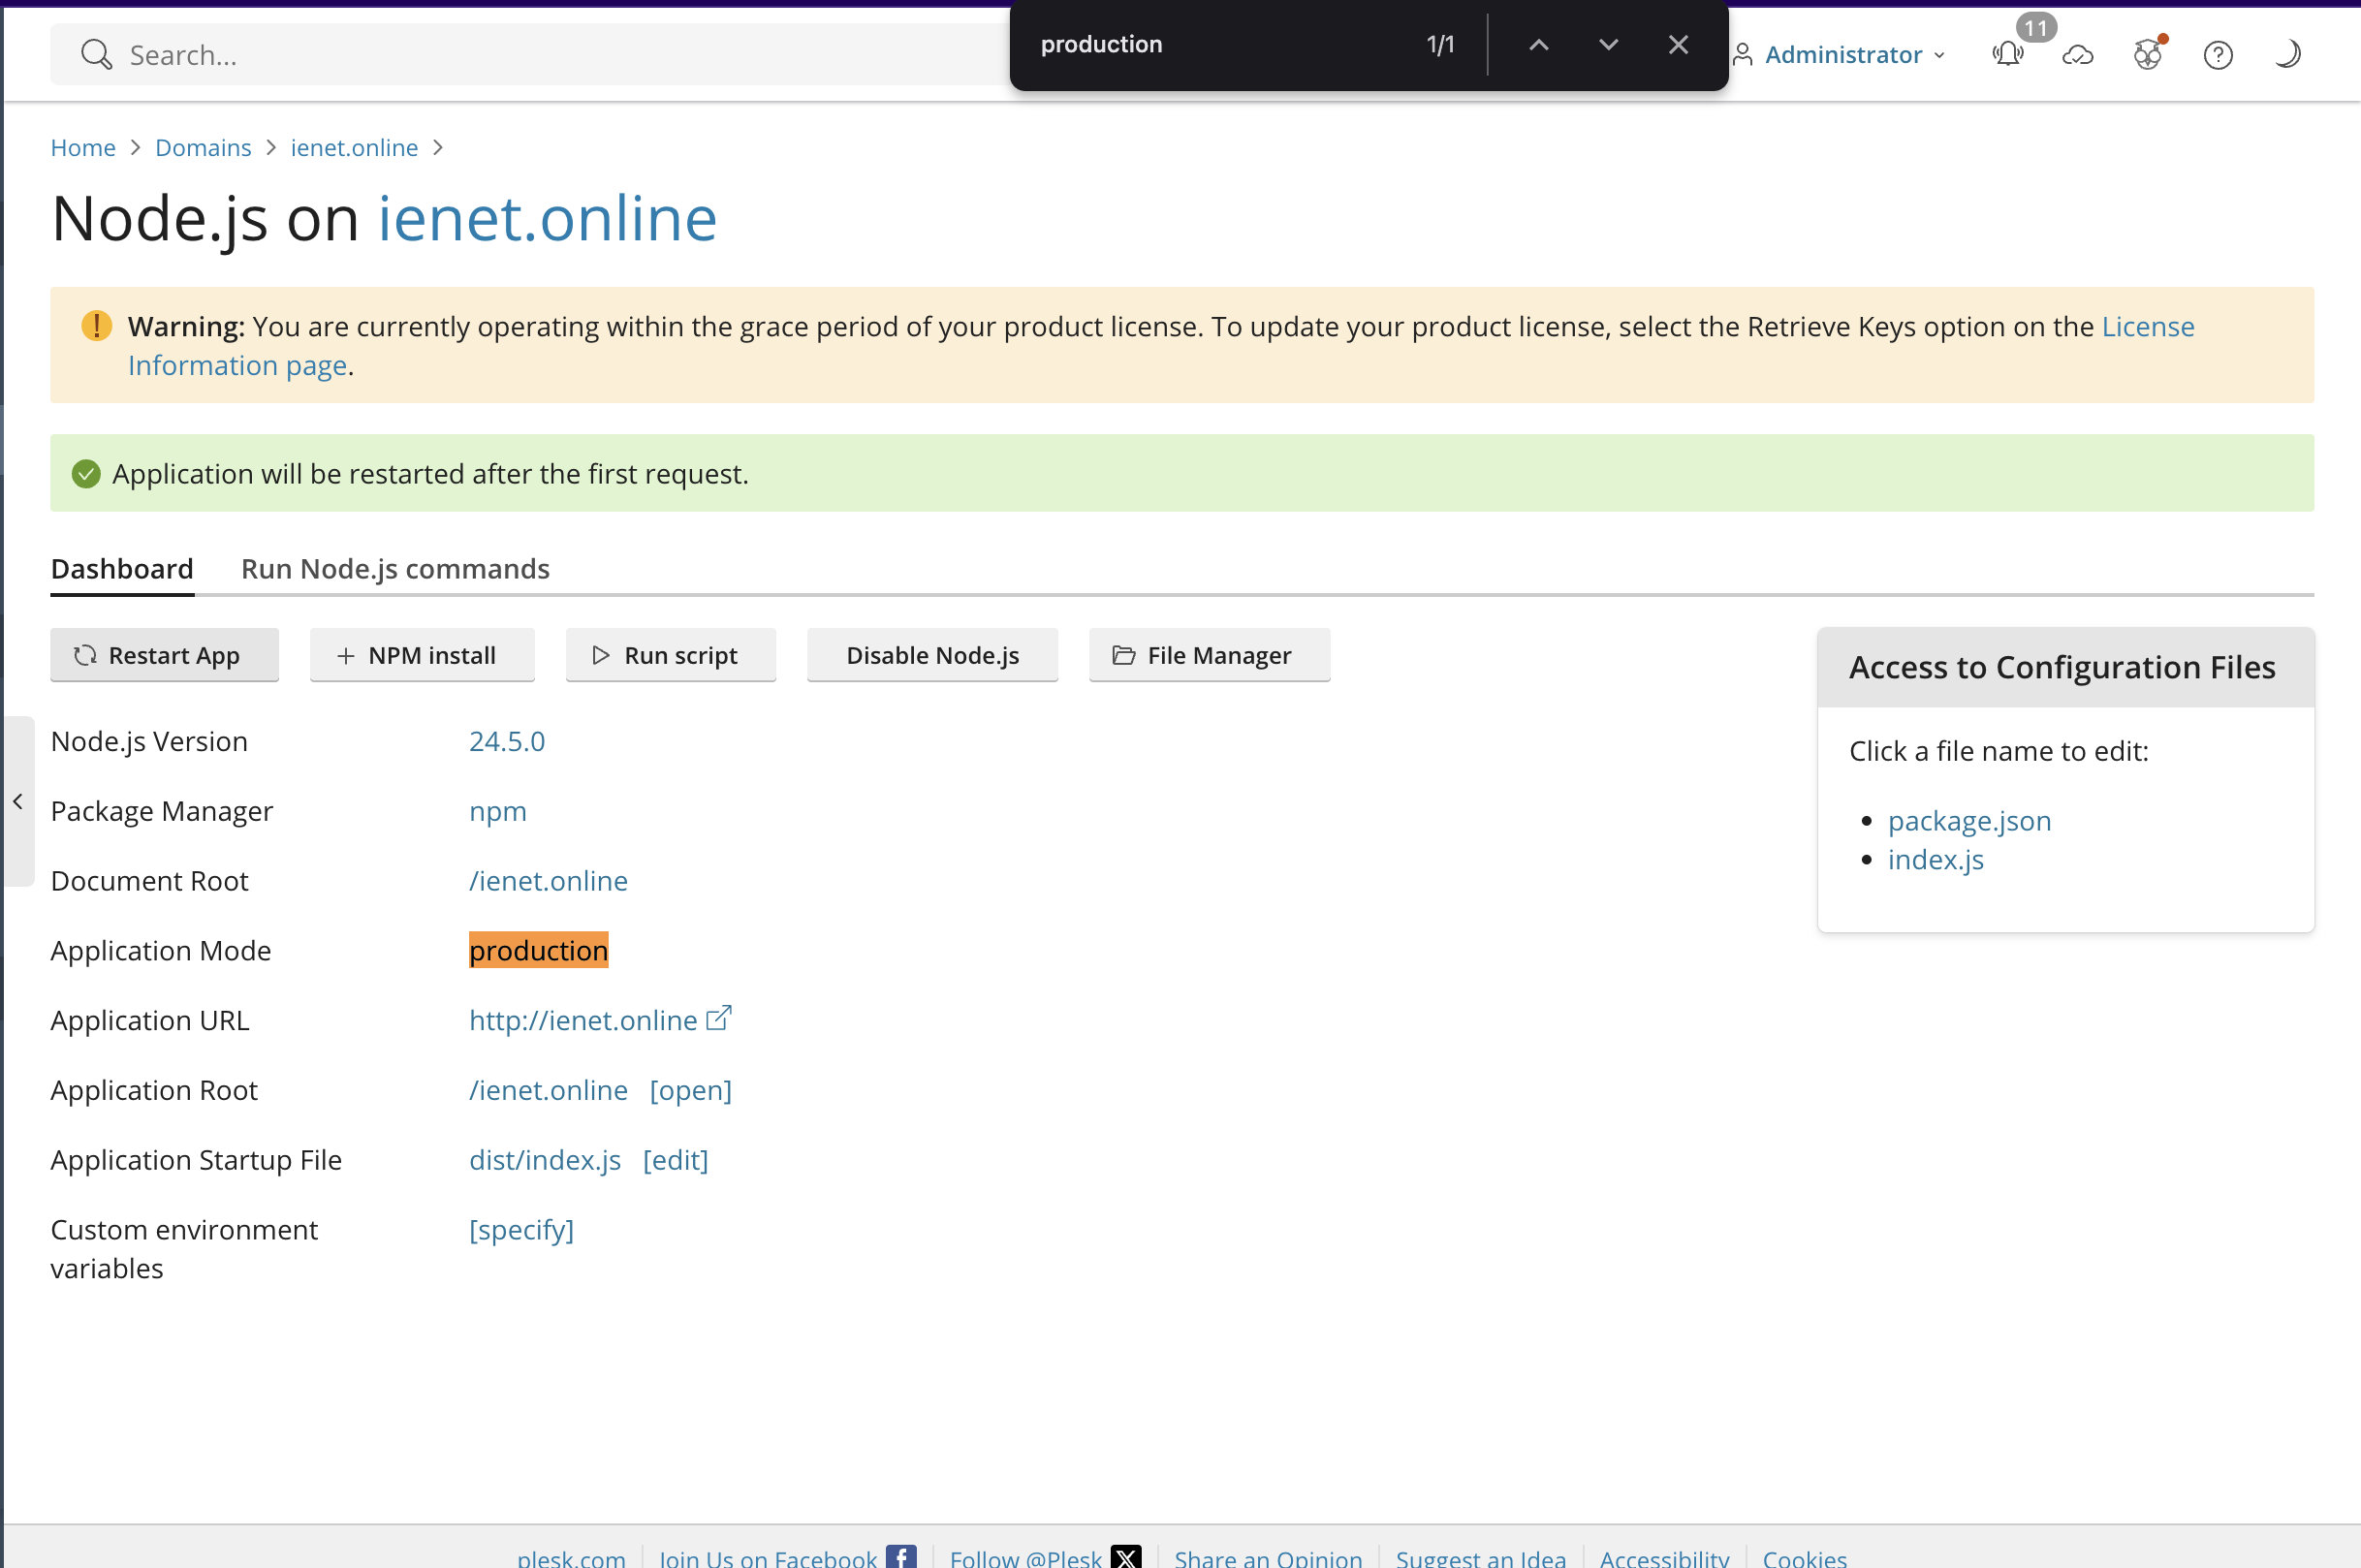 Search...
production
1/1
Administrator
11
Home > Domains > ienet.online >
Node.js on ienet.online
Warning: You are currently operating within the grace period of your product license. To update your product license, select the Retrieve Keys option on the License
Information page.
Application will be restarted after the first request.
Dashboard
Run Node.js commands
Restart App
NPM install
Run script
Disable Node.js
File Manager
Node.js Version
24.5.0
Package Manager
npm
Document Root
/ienet.online
Application Mode
production
Application URL
http://ienet.online
Application Root
/ienet.online [open]
Application Startup File
dist/index.js [edit]
Custom environment
variables
[specify]
Access to Configuration Files
Click a file name to edit:
package.json
index.js
plesk.com
Join Us on Facebook
Follow @Plesk
Share an Opinion
Suggest an Idea
Accessibility
Cookies